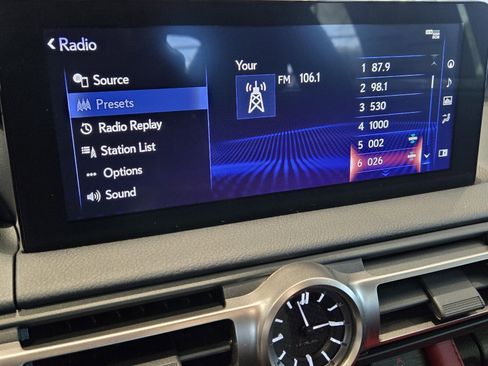 Radio
Source
Presets
Radio Replay
Station List
Options
Sound
Your
FM 106.1
1 87.9
2 98.1
3 530
4 1000
5 002
6 026